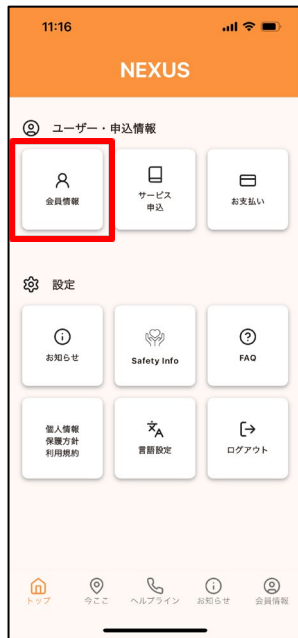 11:16
NEXUS
ユーザー・申込情報
会員情報
サービス
申込
お支払い
設定
お知らせ
Safety Info
FAQ
個人情報
保護方針
利用規約
言語設定
ログアウト
トップ
今ここ
ヘルプライン
お知らせ
会員情報